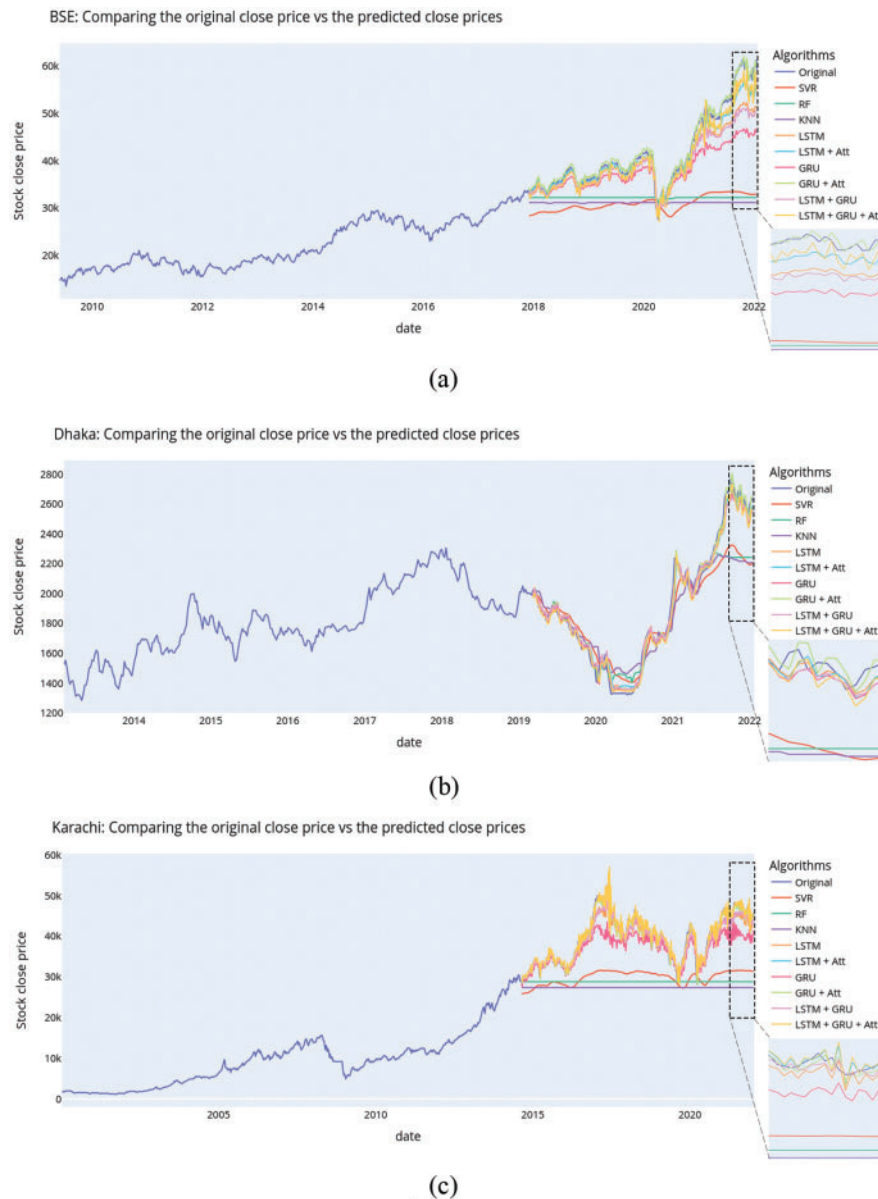 BSE: Comparing the original close price vs the predicted close prices
Stock close price
60k
50k
40k
30k
20k
2010 2012 2014 2016 2018 2020 2022
date
Algorithms
Original
SVR
RF
KNN
LSTM
LSTM + Att
GRU
GRU + Att
LSTM + GRU
LSTM + GRU + At
(a)
Dhaka: Comparing the original close price vs the predicted close prices
Stock close price
2800
2600
2400
2200
2000
1800
1600
1400
1200
2014 2015 2016 2017 2018 2019 2020 2021 2022
date
Algorithms
Original
SVR
RF
KNN
LSTM
LSTM + Att
GRU
GRU + Att
LSTM + GRU
LSTM + GRU + Att
(b)
Karachi: Comparing the original close price vs the predicted close prices
Stock close price
60k
50k
40k
30k
20k
10k
0
2005 2010 2015 2020
date
Algorithms
Original
SVR
RF
KNN
LSTM
LSTM + Att
GRU
GRU + Att
LSTM + GRU
LSTM + GRU + Att
(c)